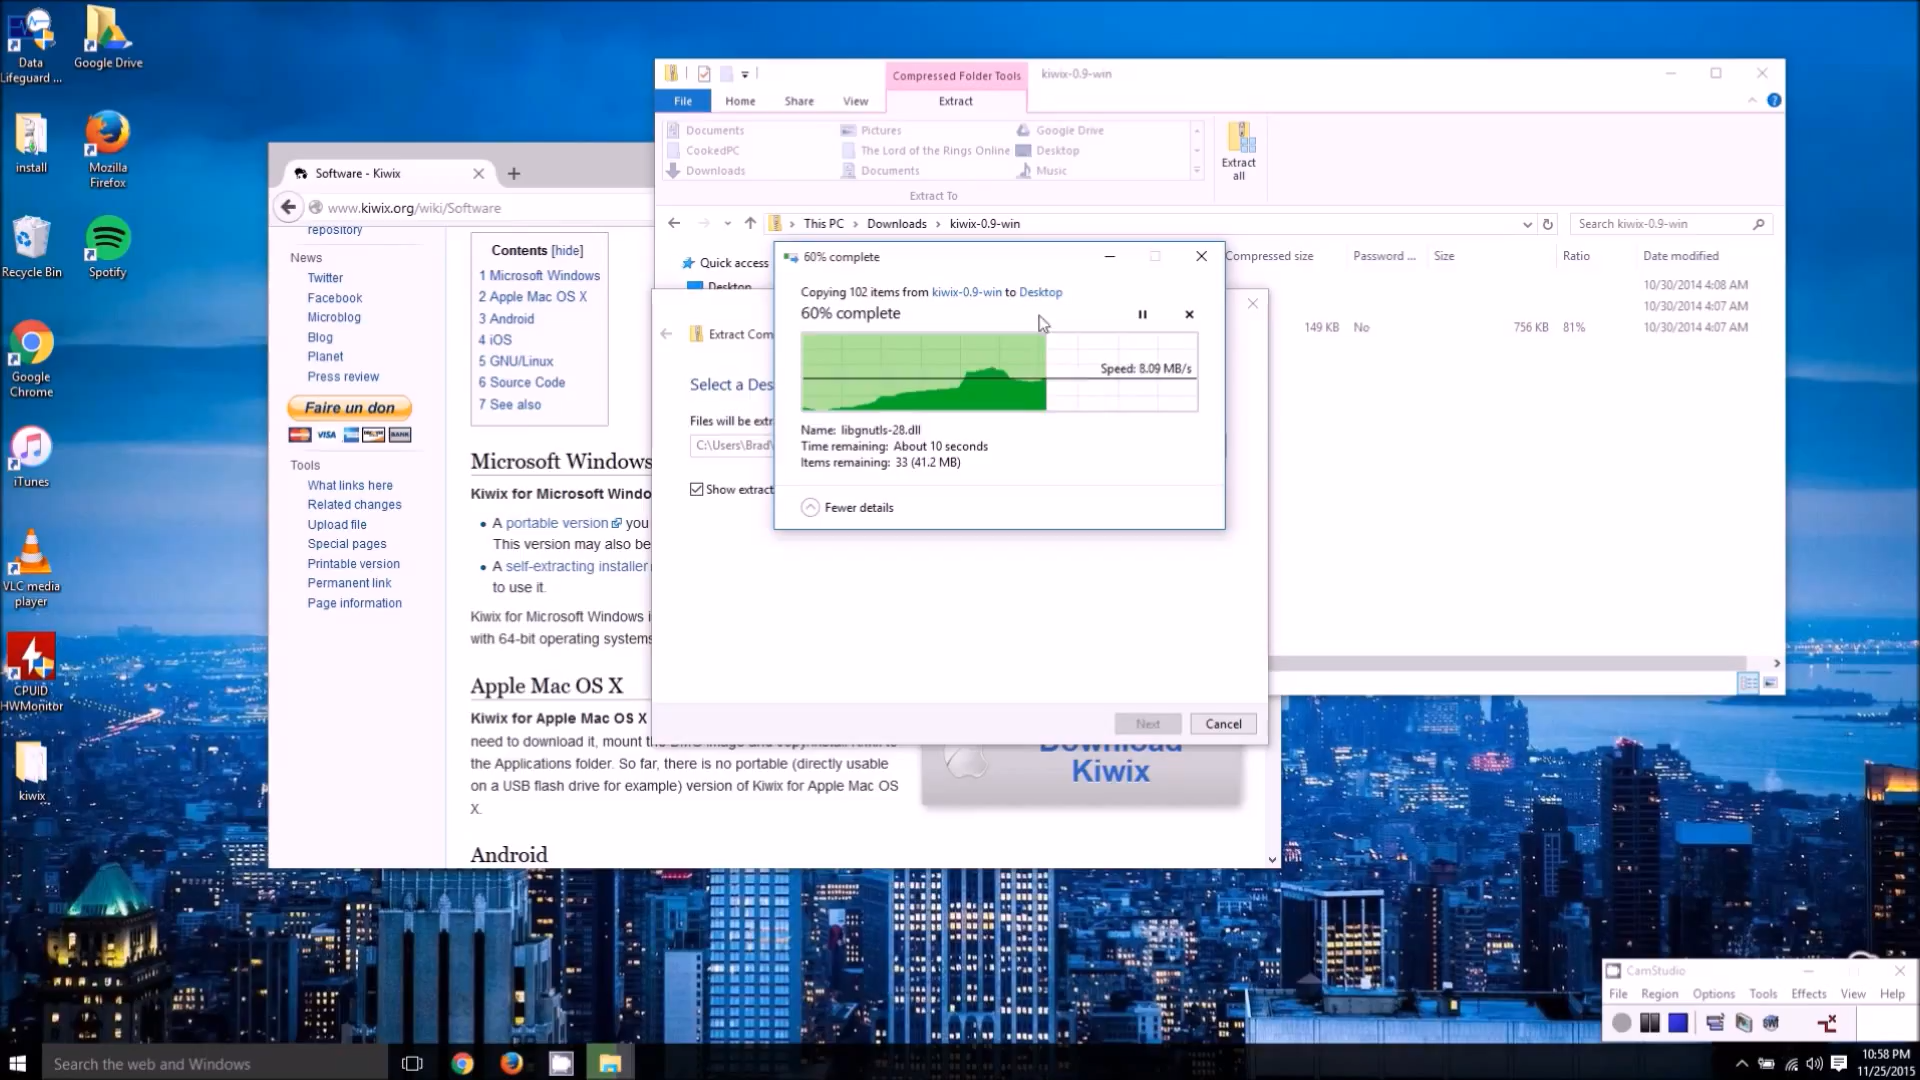 Data
Lifeguard ...
Google Drive
install
Mozilla
Firefox
Recycle Bin
Spotify
Google
Chrome
iTunes
VLC media
player
CPUID
HWMonitor
kiwix
Software - Kiwix
www.kiwix.org/wiki/Software
repository
News
Twitter
Facebook
Microblog
Blog
Planet
Press review
Faire un don
VISA
BANK
Tools
What links here
Related changes
Upload file
Special pages
Printable version
Permanent link
Page information
Contents [hide]
1 Microsoft Windows
2 Apple Mac OS X
3 Android
4 iOS
5 GNU/Linux
6 Source Code
7 See also
Microsoft Windows
Kiwix for Microsoft Windo
A portable version you
This version may also be
A self-extracting installer
to use it.
Kiwix for Microsoft Windows i
with 64-bit operating systems
Apple Mac OS X
Kiwix for Apple Mac OS X
need to download it, mount
the Applications folder. So far, there is no portable (directly usable
on a USB flash drive for example) version of Kiwix for Apple Mac OS
X.
Android
Download
Kiwix
Compressed Folder Tools
kiwix-0.9-win
File
Home
Share
View
Extract
Documents
Pictures
Google Drive
CookedPC
The Lord of the Rings Online
Desktop
Downloads
Documents
Music
Extract To
Extract
all
This PC
Downloads
kiwix-0.9-win
Search kiwix-0.9-win
Quick access
Desktop
Compressed size
Password ...
Size
Ratio
Date modified
10/30/2014 4:08 AM
10/30/2014 4:07 AM
149 KB
No
756 KB
81%
10/30/2014 4:07 AM
Extract Com
Select a Des
Files will be extr
C:\Users\Brad\
Show extract
Next
Cancel
60% complete
Copying 102 items from kiwix-0.9-win to Desktop
60% complete
Speed: 8.09 MB/s
Name: libgnutls-28.dll
Time remaining: About 10 seconds
Items remaining: 33 (41.2 MB)
Fewer details
CamStudio
File
Region
Options
Tools
Effects
View
Help
SWF
Search the web and Windows
10:58 PM
11/25/2015